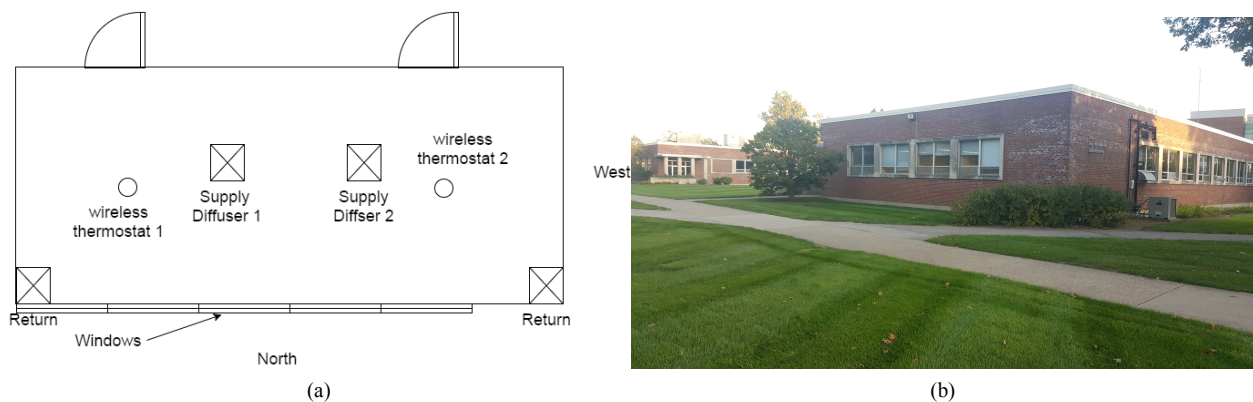 wireless
thermostat 2
West
Supply
Diffuser 1
Supply
Diffser 2
wireless
thermostat 1
Return
Return
Windows
North
(a)
(b)